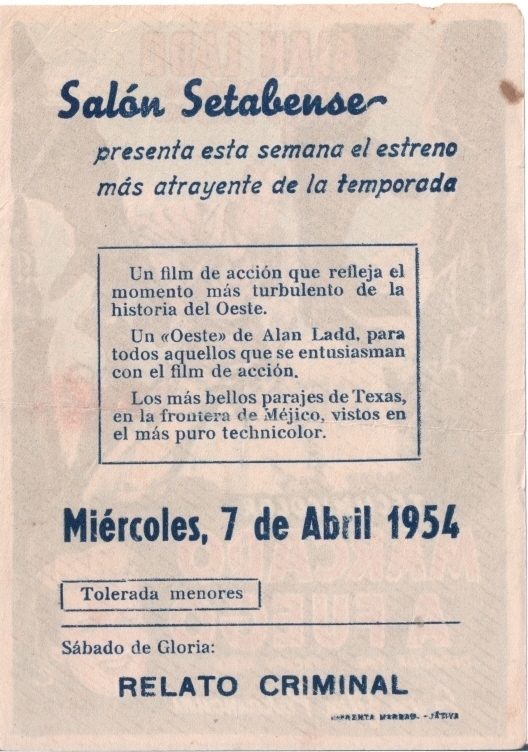 Salón Setabense
presenta esta semana el estreno
más atrayente de la temporada
Un film de acción que refleja el
momento más turbulento de la
historia del Oeste.
Un «Oeste» de Alan Ladd, para
todos aquellos que se entusiasman
con el film de acción.
Los más bellos parajes de Texas,
en la frontera de Méjico, vistos en
el más puro technicolor.
Miércoles, 7 de Abril 1954
Tolerada menores
Sábado de Gloria:
RELATO CRIMINAL
IMPRENTA - JÁTIVA